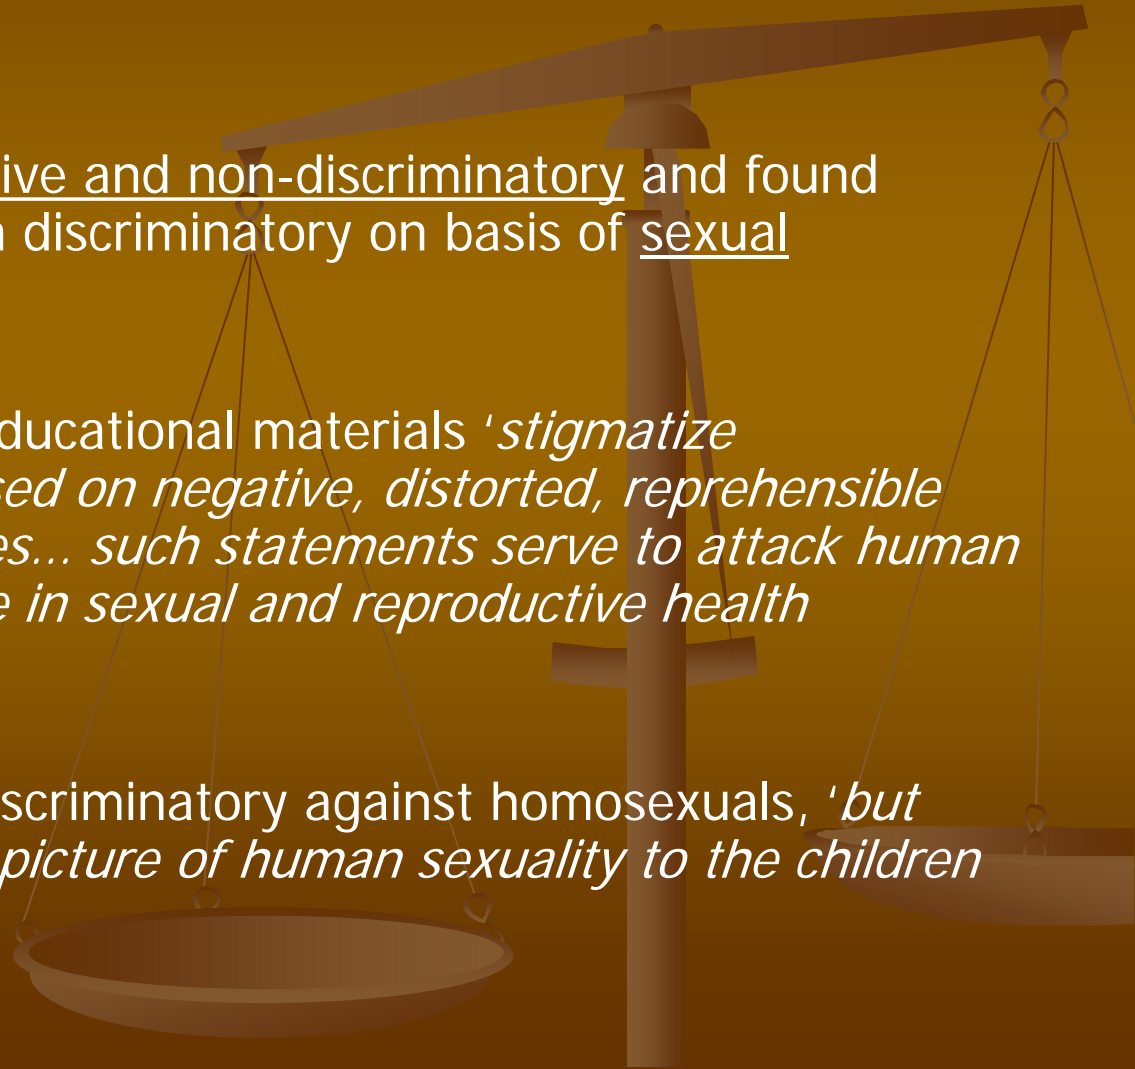 ive and non-discriminatory and found
discriminatory on basis of sexual
ducational materials ‘stigmatize
sed on negative, distorted, reprehensible
es... such statements serve to attack human
e in sexual and reproductive health
scriminatory against homosexuals, ‘but
picture of human sexuality to the children